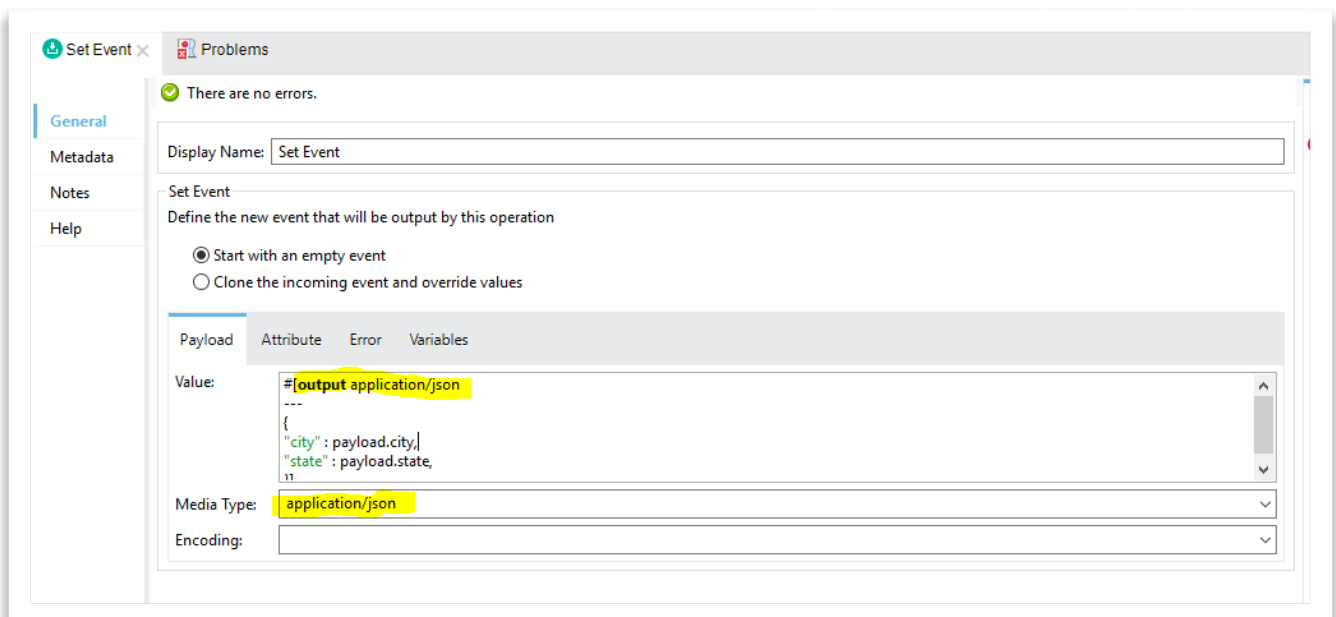 Set Event
Problems
There are no errors.
General
Metadata
Notes
Help
Display Name: Set Event
Set Event
Define the new event that will be output by this operation
Start with an empty event
Clone the incoming event and override values
Payload Attribute Error Variables
Value: #[output application/json
---
{
"city" : payload.city,
"state" : payload.state,
Media Type: application/json
Encoding: